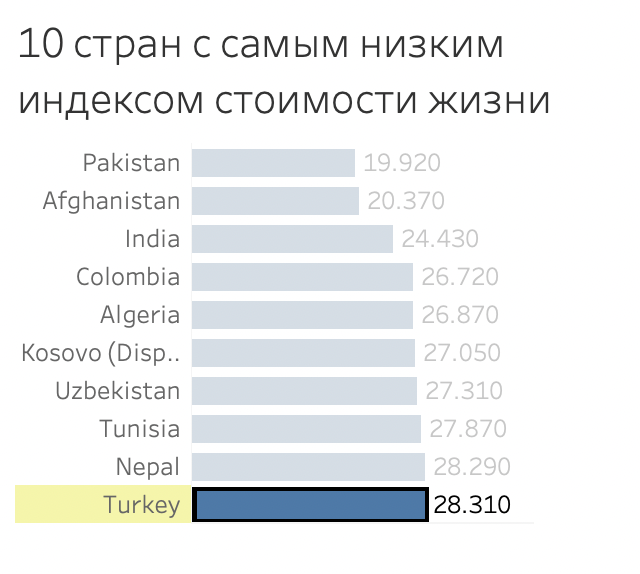 10 стран с самым низким
индексом стоимости жизни
Pakistan 19.920
Afghanistan 20.370
India 24.430
Colombia 26.720
Algeria 26.870
Kosovo (Disp.. 27.050
Uzbekistan 27.310
Tunisia 27.870
Nepal 28.290
Turkey 28.310